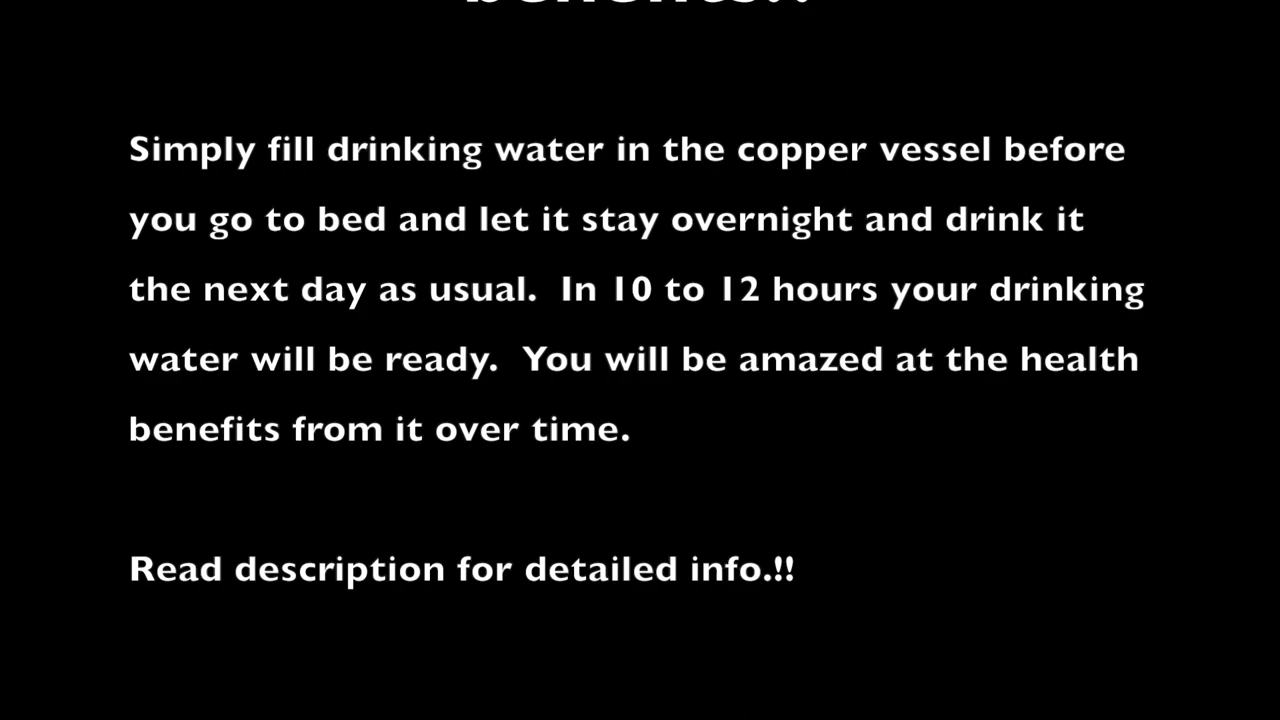 Simply fill drinking water in the copper vessel before
you go to bed and let it stay overnight and drink it
the next day as usual.  In 10 to 12 hours your drinking
water will be ready.  You will be amazed at the health
benefits from it over time.
Read description for detailed info.!!